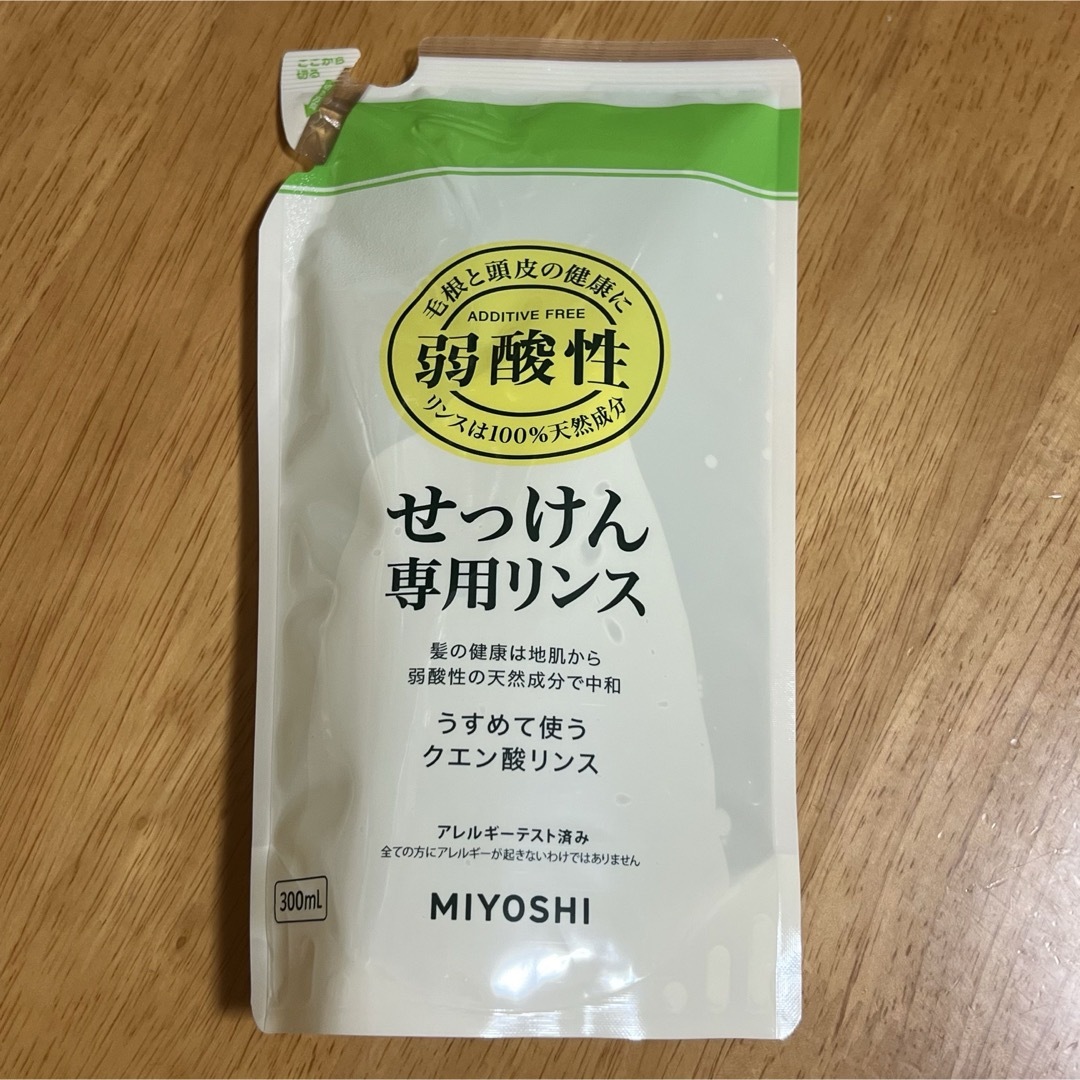 ここから
切る
毛根と頭皮の健康に
ADDITIVE FREE
弱酸性
リンスは100%天然成分
せっけん
専用リンス
髪の健康は地肌から
弱酸性の天然成分で中和
うすめて使う
クエン酸リンス
アレルギーテスト済み
全ての方にアレルギーが起きないわけではありません
300mL
MIYOSHI